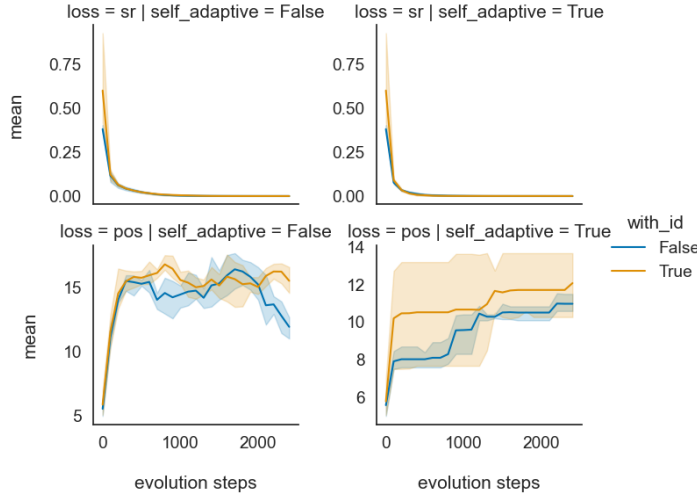 loss = sr | self_adaptive = False
loss = sr | self_adaptive = True
mean
0.75
0.50
0.25
0.00
0.75
0.50
0.25
0.00
loss = pos | self_adaptive = False
loss = pos | self_adaptive = True
mean
15
10
5
14
12
10
8
6
0
1000
2000
0
1000
2000
evolution steps
evolution steps
with_id
False
True